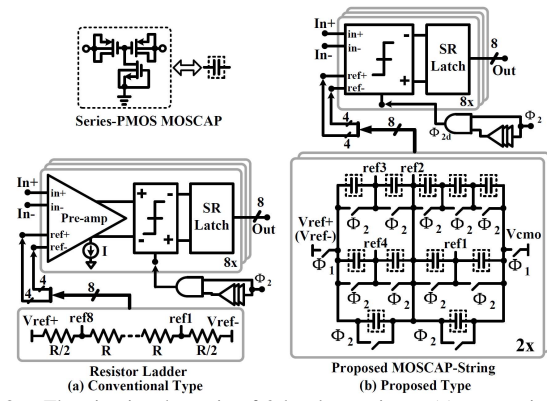 Series-PMOS MOSCAP
In+
In-
in+
in-
ref+
ref-
Pre-amp
I
+
-
+
-
SR
Latch
8
Out
8x
4
4
8
Φ2
Vref+
ref8
ref1
Vref-
R/2
R
R
R/2
Resistor Ladder
(a) Conventional Type
In+
In-
in+
in-
ref+
ref-
+
-
SR
Latch
8
Out
8x
4
4
8
Φ2d
Φ2
ref3
ref2
Vref+
(Vref-)
Φ2
Φ2
Φ2
Φ2
Φ2
Vcmo
Φ1
ref4
ref1
Φ1
Φ2
Φ2
Φ2
Φ2
Φ2
Φ2
2x
Proposed MOSCAP-String
(b) Proposed Type